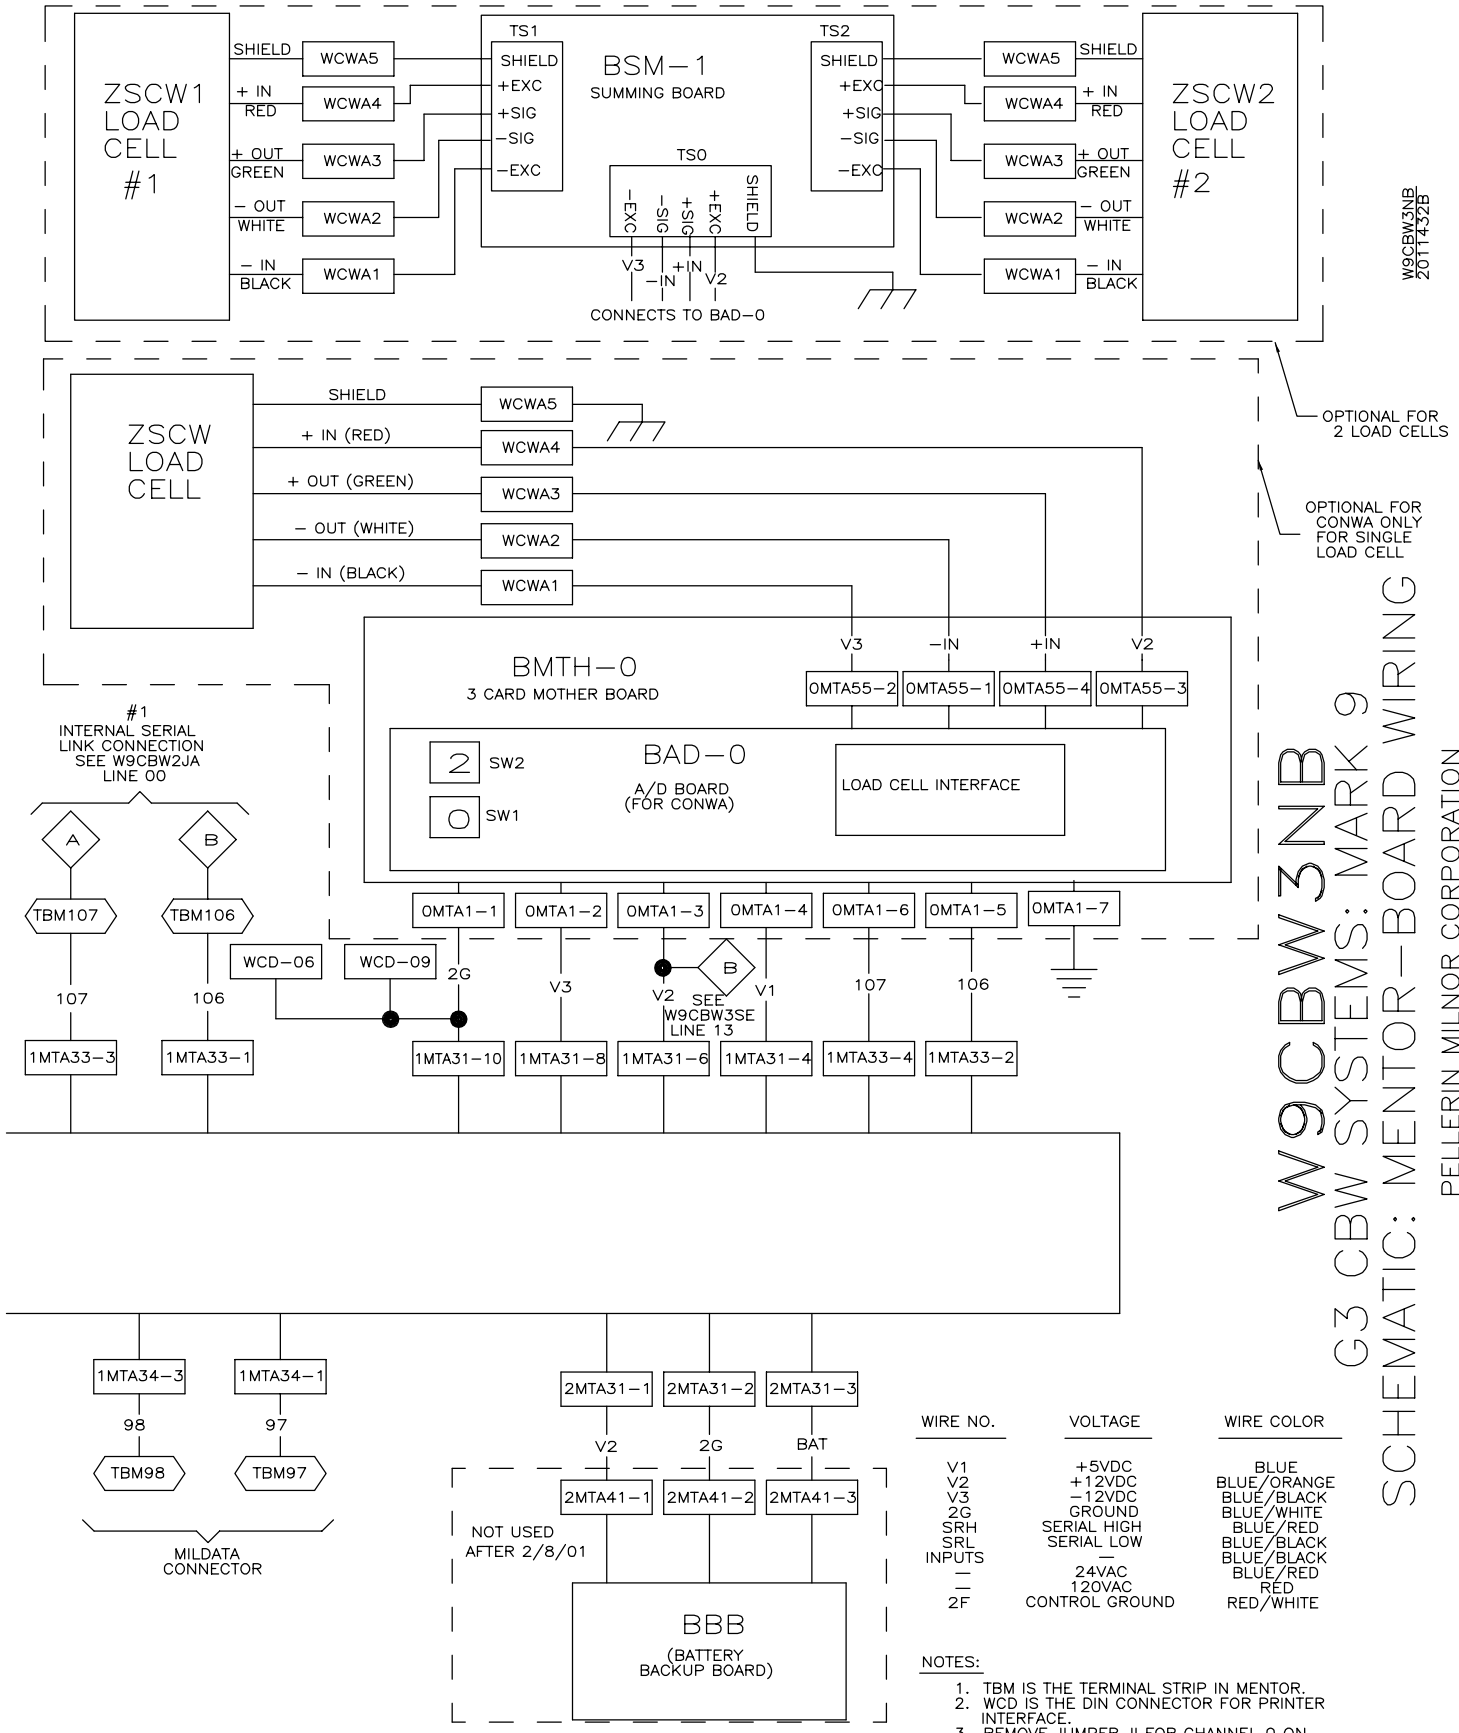 ZSCW1
LOAD
CELL
#1
SHIELD
WCWA5
+ IN
RED
WCWA4
+ OUT
GREEN
WCWA3
− OUT
WHITE
WCWA2
− IN
BLACK
WCWA1
TS1
SHIELD
+EXC
+SIG
−SIG
−EXC
BSM−1
SUMMING BOARD
TS0
−EXC
−SIG
+SIG
+EXC
SHIELD
V3
−IN
+IN
V2
CONNECTS TO BAD−0
TS2
SHIELD
+EXC
+SIG
−SIG
−EXC
WCWA5
SHIELD
WCWA4
+ IN
RED
WCWA3
+ OUT
GREEN
WCWA2
− OUT
WHITE
WCWA1
− IN
BLACK
ZSCW2
LOAD
CELL
#2
W9CBW3NB
2011432B
OPTIONAL FOR
2 LOAD CELLS
ZSCW
LOAD
CELL
SHIELD
WCWA5
+ IN (RED)
WCWA4
+ OUT (GREEN)
WCWA3
− OUT (WHITE)
WCWA2
− IN (BLACK)
WCWA1
OPTIONAL FOR
CONWA ONLY
FOR SINGLE
LOAD CELL
BMTH−0
3 CARD MOTHER BOARD
V3
−IN
+IN
V2
0MTA55−2
0MTA55−1
0MTA55−4
0MTA55−3
2
SW2
0
SW1
BAD−0
A/D BOARD
(FOR CONWA)
LOAD CELL INTERFACE
#1
INTERNAL SERIAL
LINK CONNECTION
SEE W9CBW2JA
LINE 00
A
B
TBM107
TBM106
107
106
1MTA33−3
1MTA33−1
WCD−06
WCD−09
0MTA1−1
0MTA1−2
0MTA1−3
0MTA1−4
0MTA1−6
0MTA1−5
0MTA1−7
2G
V3
V2
B
SEE
W9CBW3SE
LINE 13
V1
107
106
1MTA31−10
1MTA31−8
1MTA31−6
1MTA31−4
1MTA33−4
1MTA33−2
1MTA34−3
1MTA34−1
98
97
TBM98
TBM97
MILDATA
CONNECTOR
2MTA31−1
2MTA31−2
2MTA31−3
V2
2G
BAT
2MTA41−1
2MTA41−2
2MTA41−3
NOT USED
AFTER 2/8/01
BBB
(BATTERY
BACKUP BOARD)
WIRE NO. VOLTAGE WIRE COLOR
V1 +5VDC BLUE
V2 +12VDC BLUE/ORANGE
V3 −12VDC BLUE/BLACK
2G GROUND BLUE/WHITE
SRH SERIAL HIGH BLUE/RED
SRL SERIAL LOW BLUE/BLACK
INPUTS — BLUE/BLACK
— 24VAC BLUE/RED
— 120VAC RED
2F CONTROL GROUND RED/WHITE
NOTES:
1. TBM IS THE TERMINAL STRIP IN MENTOR.
2. WCD IS THE DIN CONNECTOR FOR PRINTER
INTERFACE.
3. REMOVE JUMPER J1 FOR CHANNEL 0 ON
W9CBW3NB
G3 CBW SYSTEMS: MARK 9
SCHEMATIC: MENTOR−BOARD WIRING
PELLERIN MILNOR CORPORATION